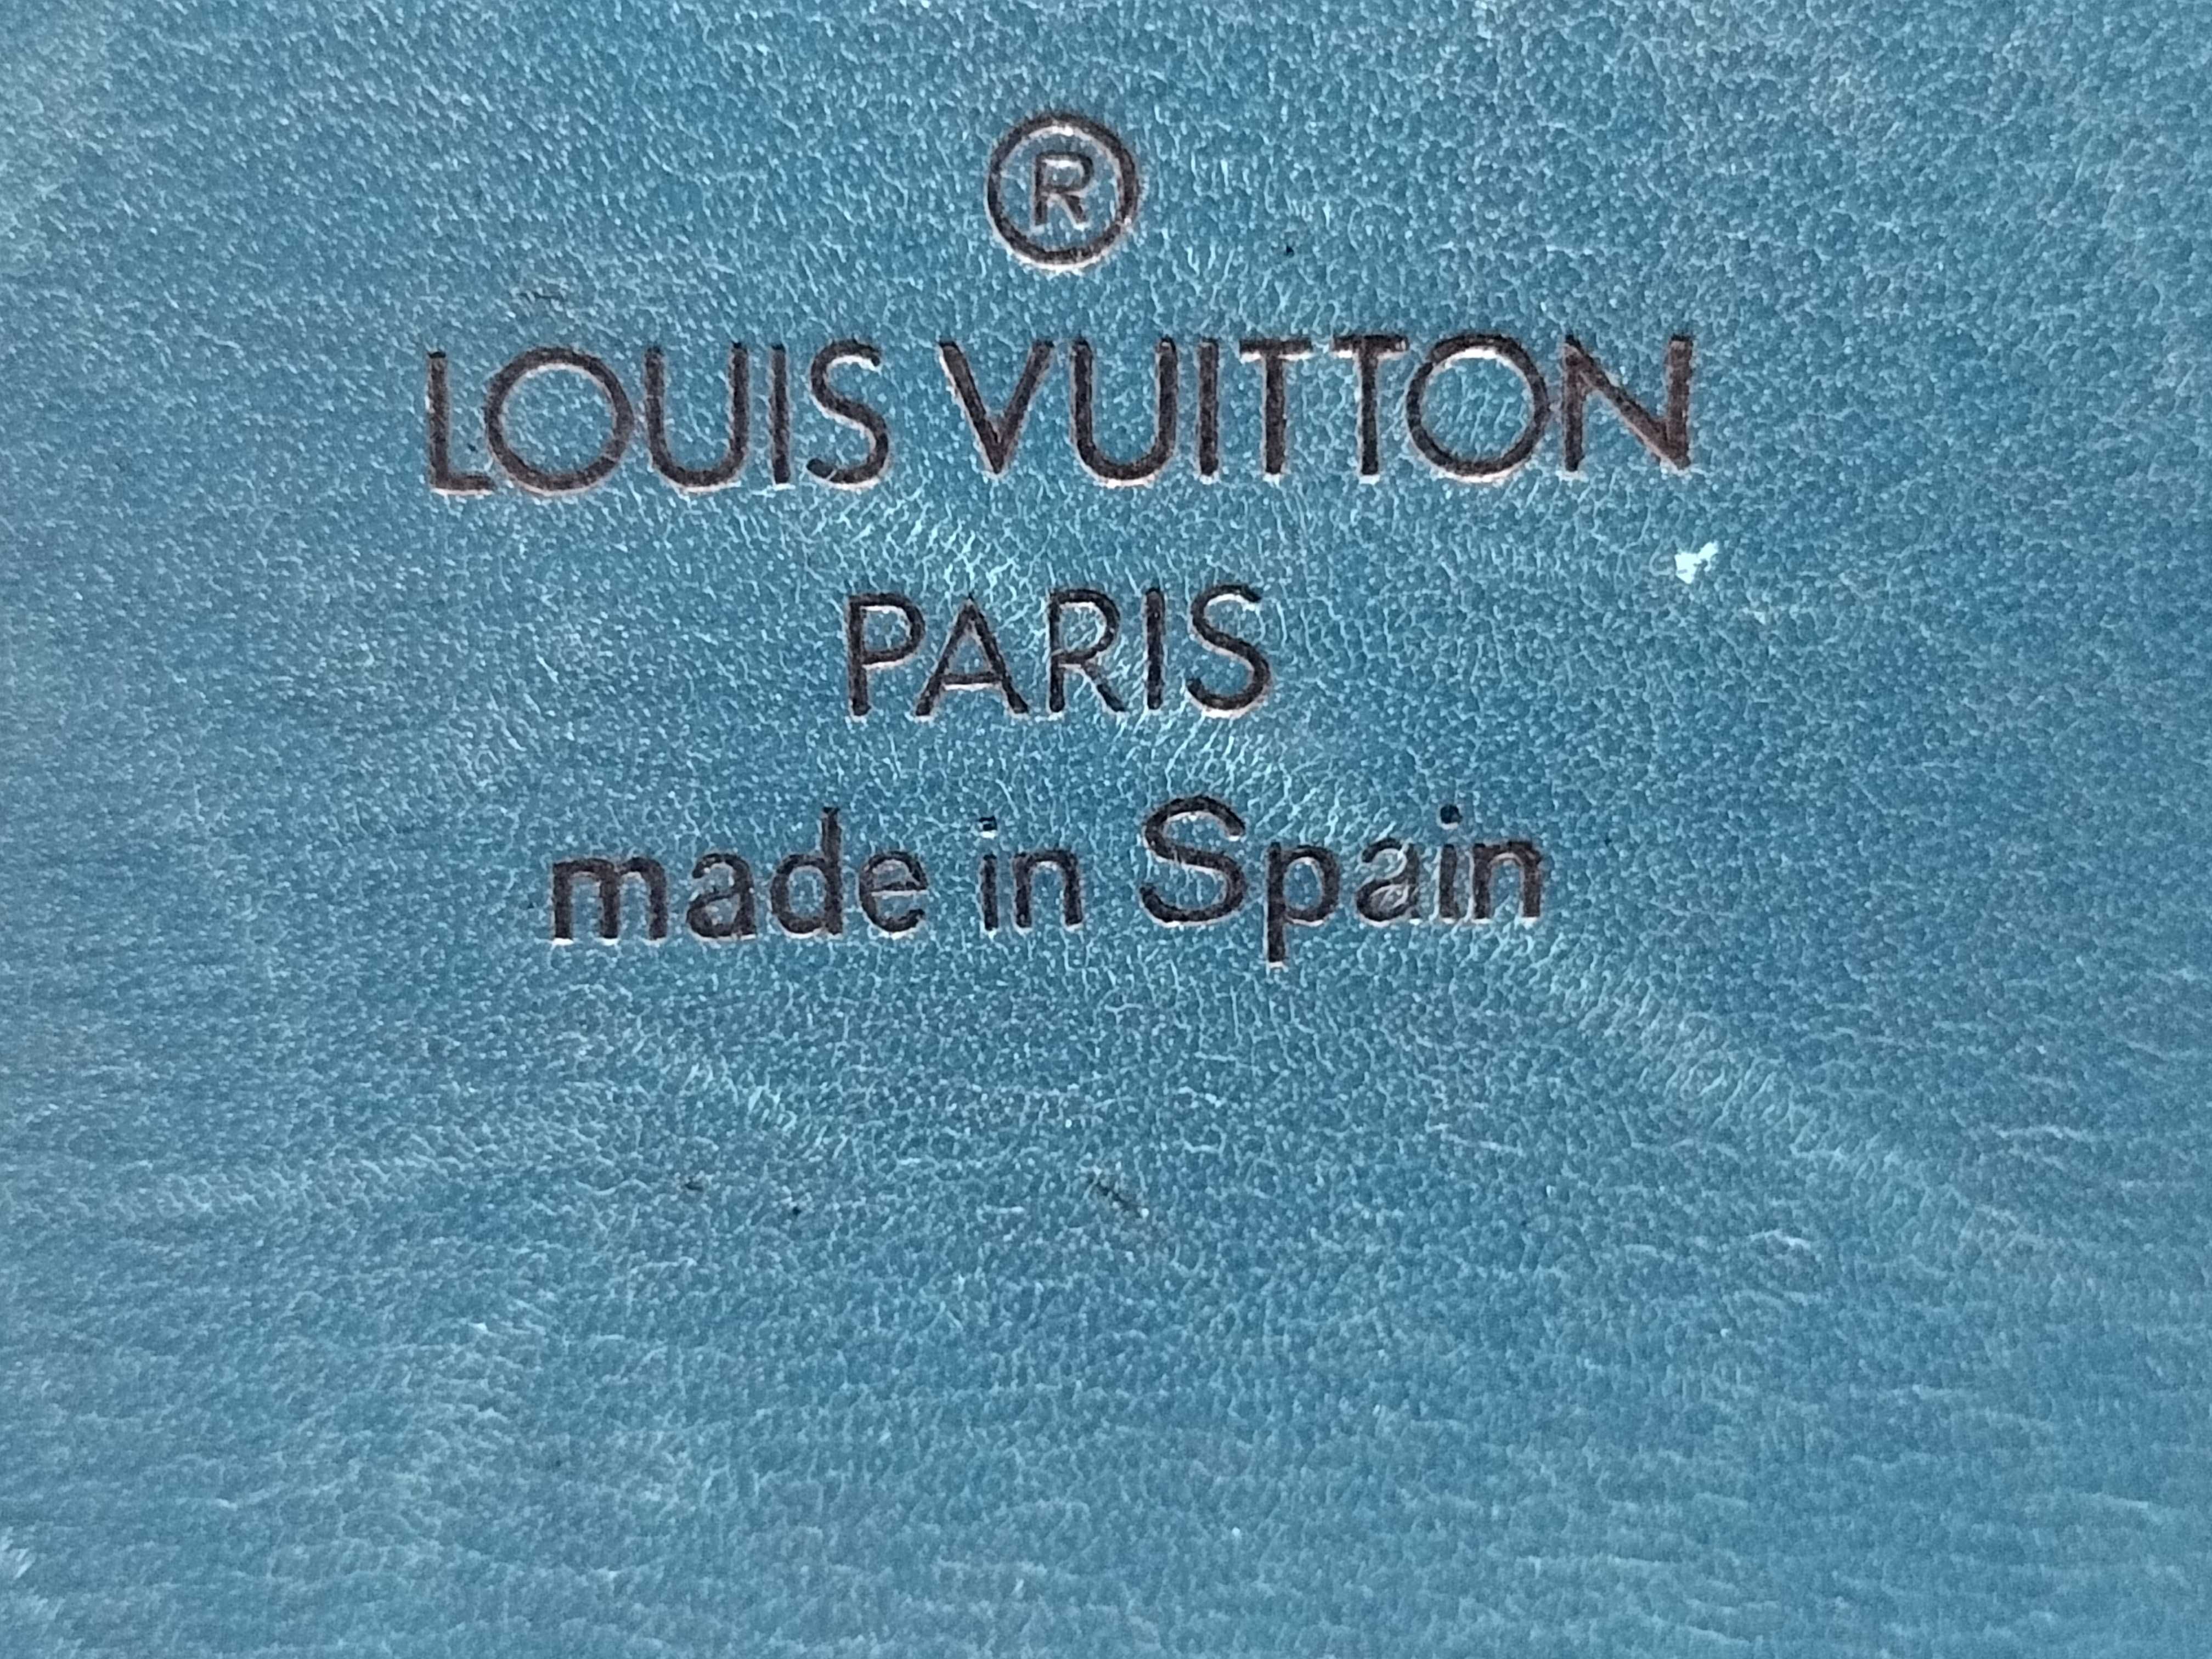 ®
LOUIS VUITTON
PARIS
made in Spain